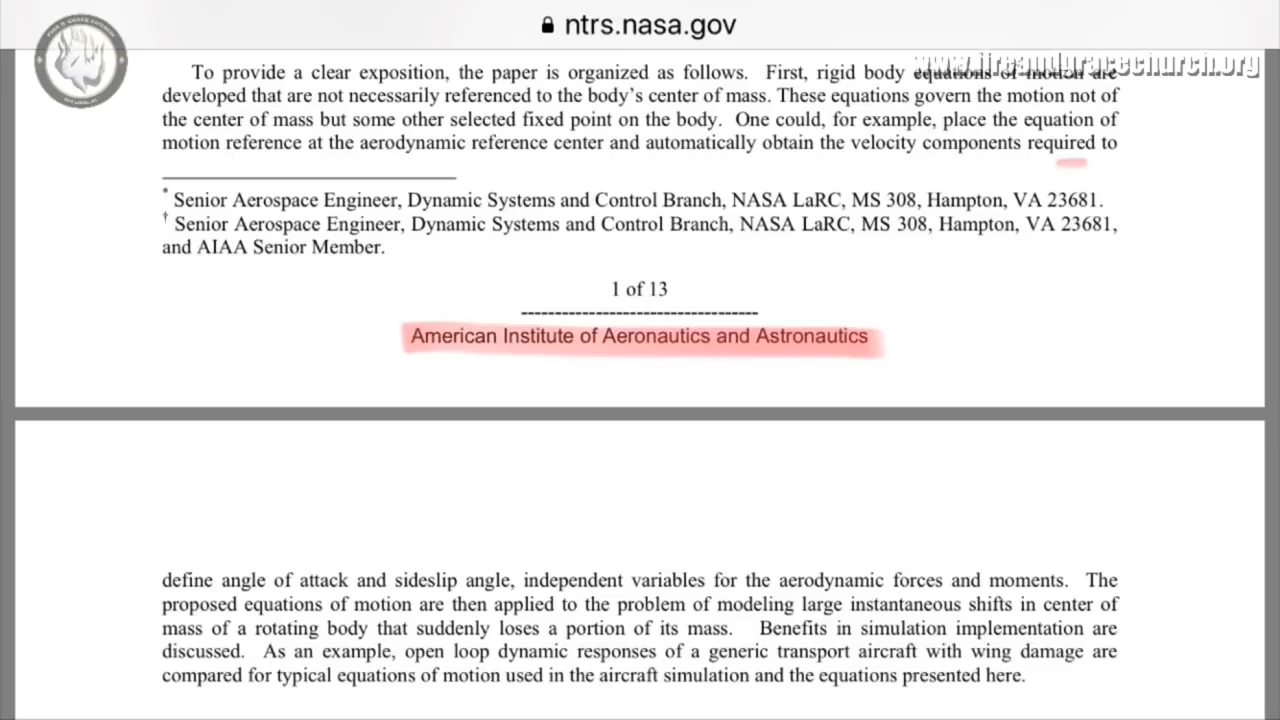 ntrs.nasa.gov
FIRE & GRACE CHURCH
www.fireandgracechurch.org
To provide a clear exposition, the paper is organized as follows. First, rigid body equations of motion are
developed that are not necessarily referenced to the body's center of mass. These equations govern the motion not of
the center of mass but some other selected fixed point on the body. One could, for example, place the equation of
motion reference at the aerodynamic reference center and automatically obtain the velocity components required to
* Senior Aerospace Engineer, Dynamic Systems and Control Branch, NASA LaRC, MS 308, Hampton, VA 23681.
† Senior Aerospace Engineer, Dynamic Systems and Control Branch, NASA LaRC, MS 308, Hampton, VA 23681,
and AIAA Senior Member.
1 of 13
American Institute of Aeronautics and Astronautics
define angle of attack and sideslip angle, independent variables for the aerodynamic forces and moments. The
proposed equations of motion are then applied to the problem of modeling large instantaneous shifts in center of
mass of a rotating body that suddenly loses a portion of its mass. Benefits in simulation implementation are
discussed. As an example, open loop dynamic responses of a generic transport aircraft with wing damage are
compared for typical equations of motion used in the aircraft simulation and the equations presented here.